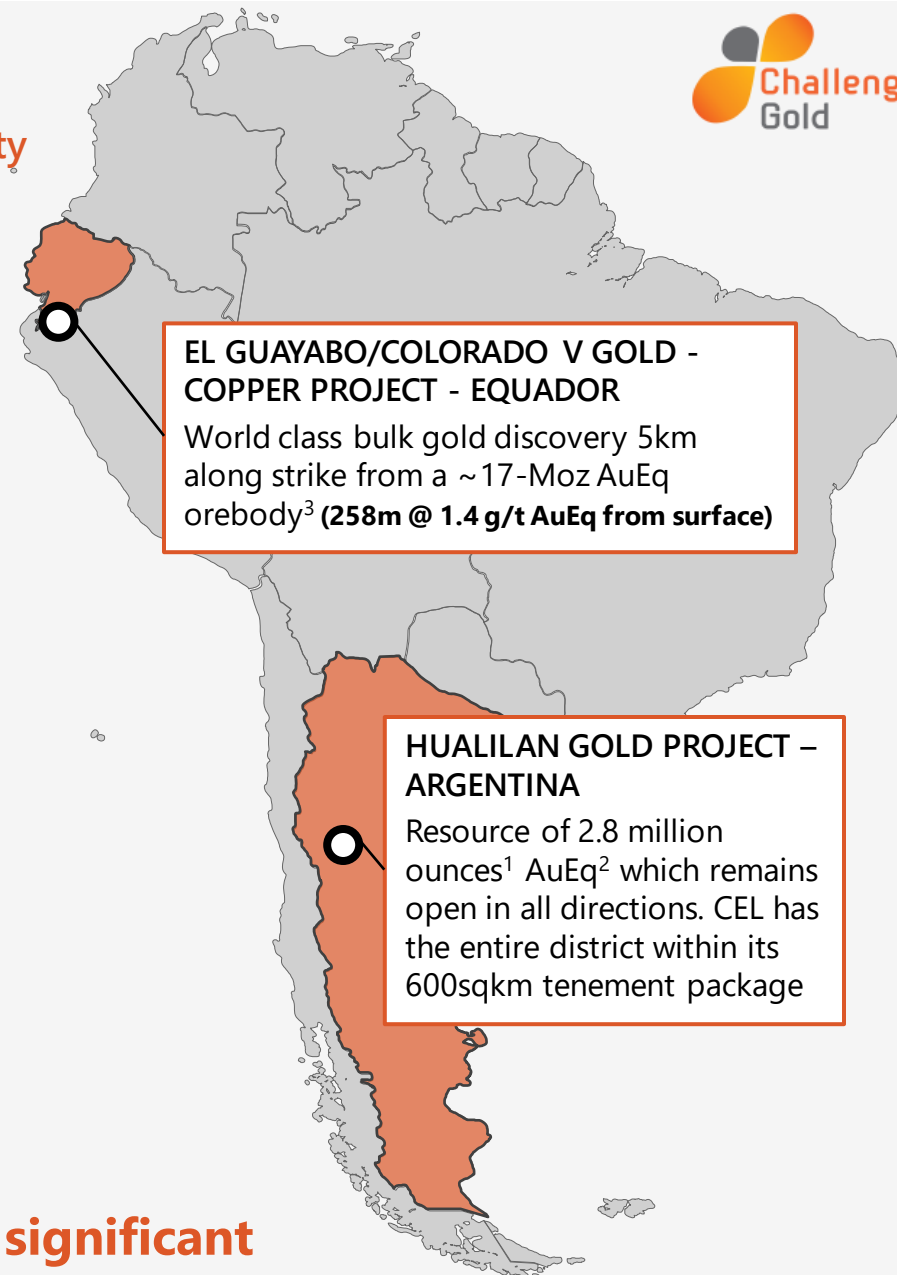 Challeng
Gold
ty
EL GUAYABO/COLORADO V GOLD -
COPPER PROJECT - EQUADOR
World class bulk gold discovery 5km
along strike from a ~17-Moz AuEq
orebody³ (258m @ 1.4 g/t AuEq from surface)
HUALILAN GOLD PROJECT –
ARGENTINA
Resource of 2.8 million
ounces¹ AuEq² which remains
open in all directions. CEL has
the entire district within its
600sqkm tenement package
significant